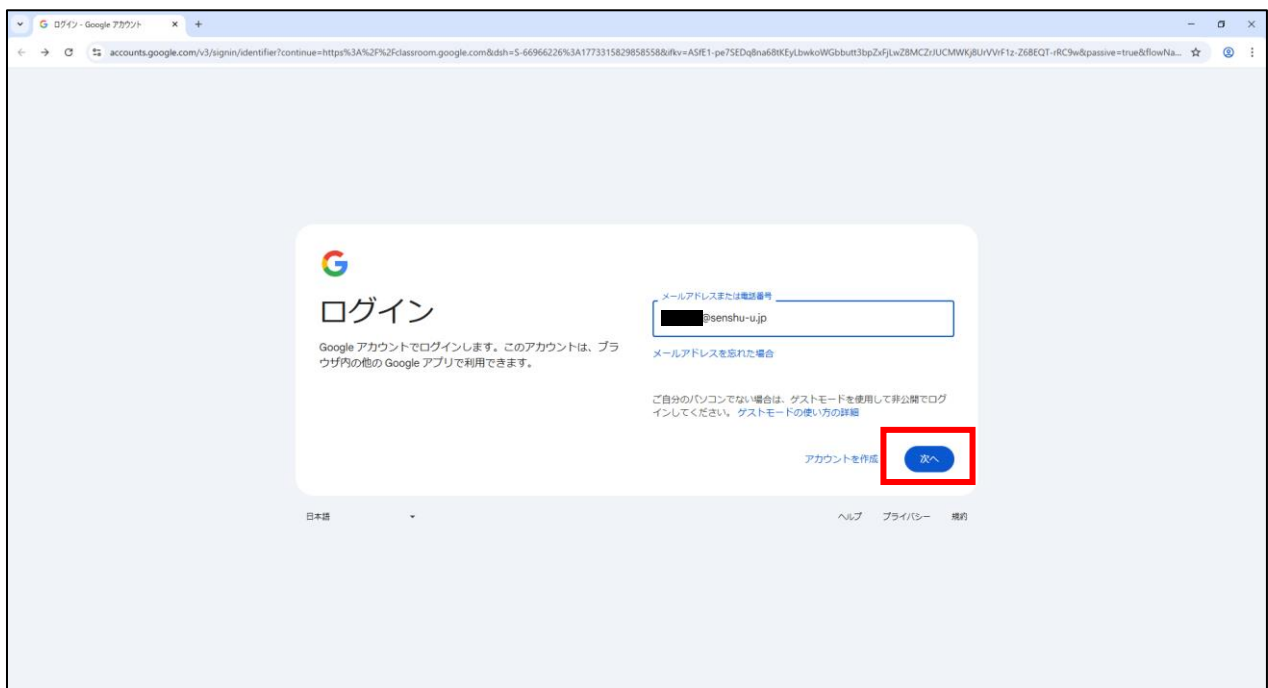 ログイン - Google アカウント
accounts.google.com/v3/signin/identifier?continue=https%3A%2F%2Fclassroom.google.com&dsh=S-66966226%3A1773315829858558&ifkv=
ログイン
Google アカウントでログインします。このアカウントは、ブラ
ウザ内の他の Google アプリで利用できます。
メールアドレスまたは電話番号
@senshu-u.jp
メールアドレスを忘れた場合
ご自分のパソコンでない場合は、ゲストモードを使用して非公開でログ
インしてください。ゲストモードの使い方の詳細
アカウントを作成
次へ
日本語
ヘルプ プライバシー 規約